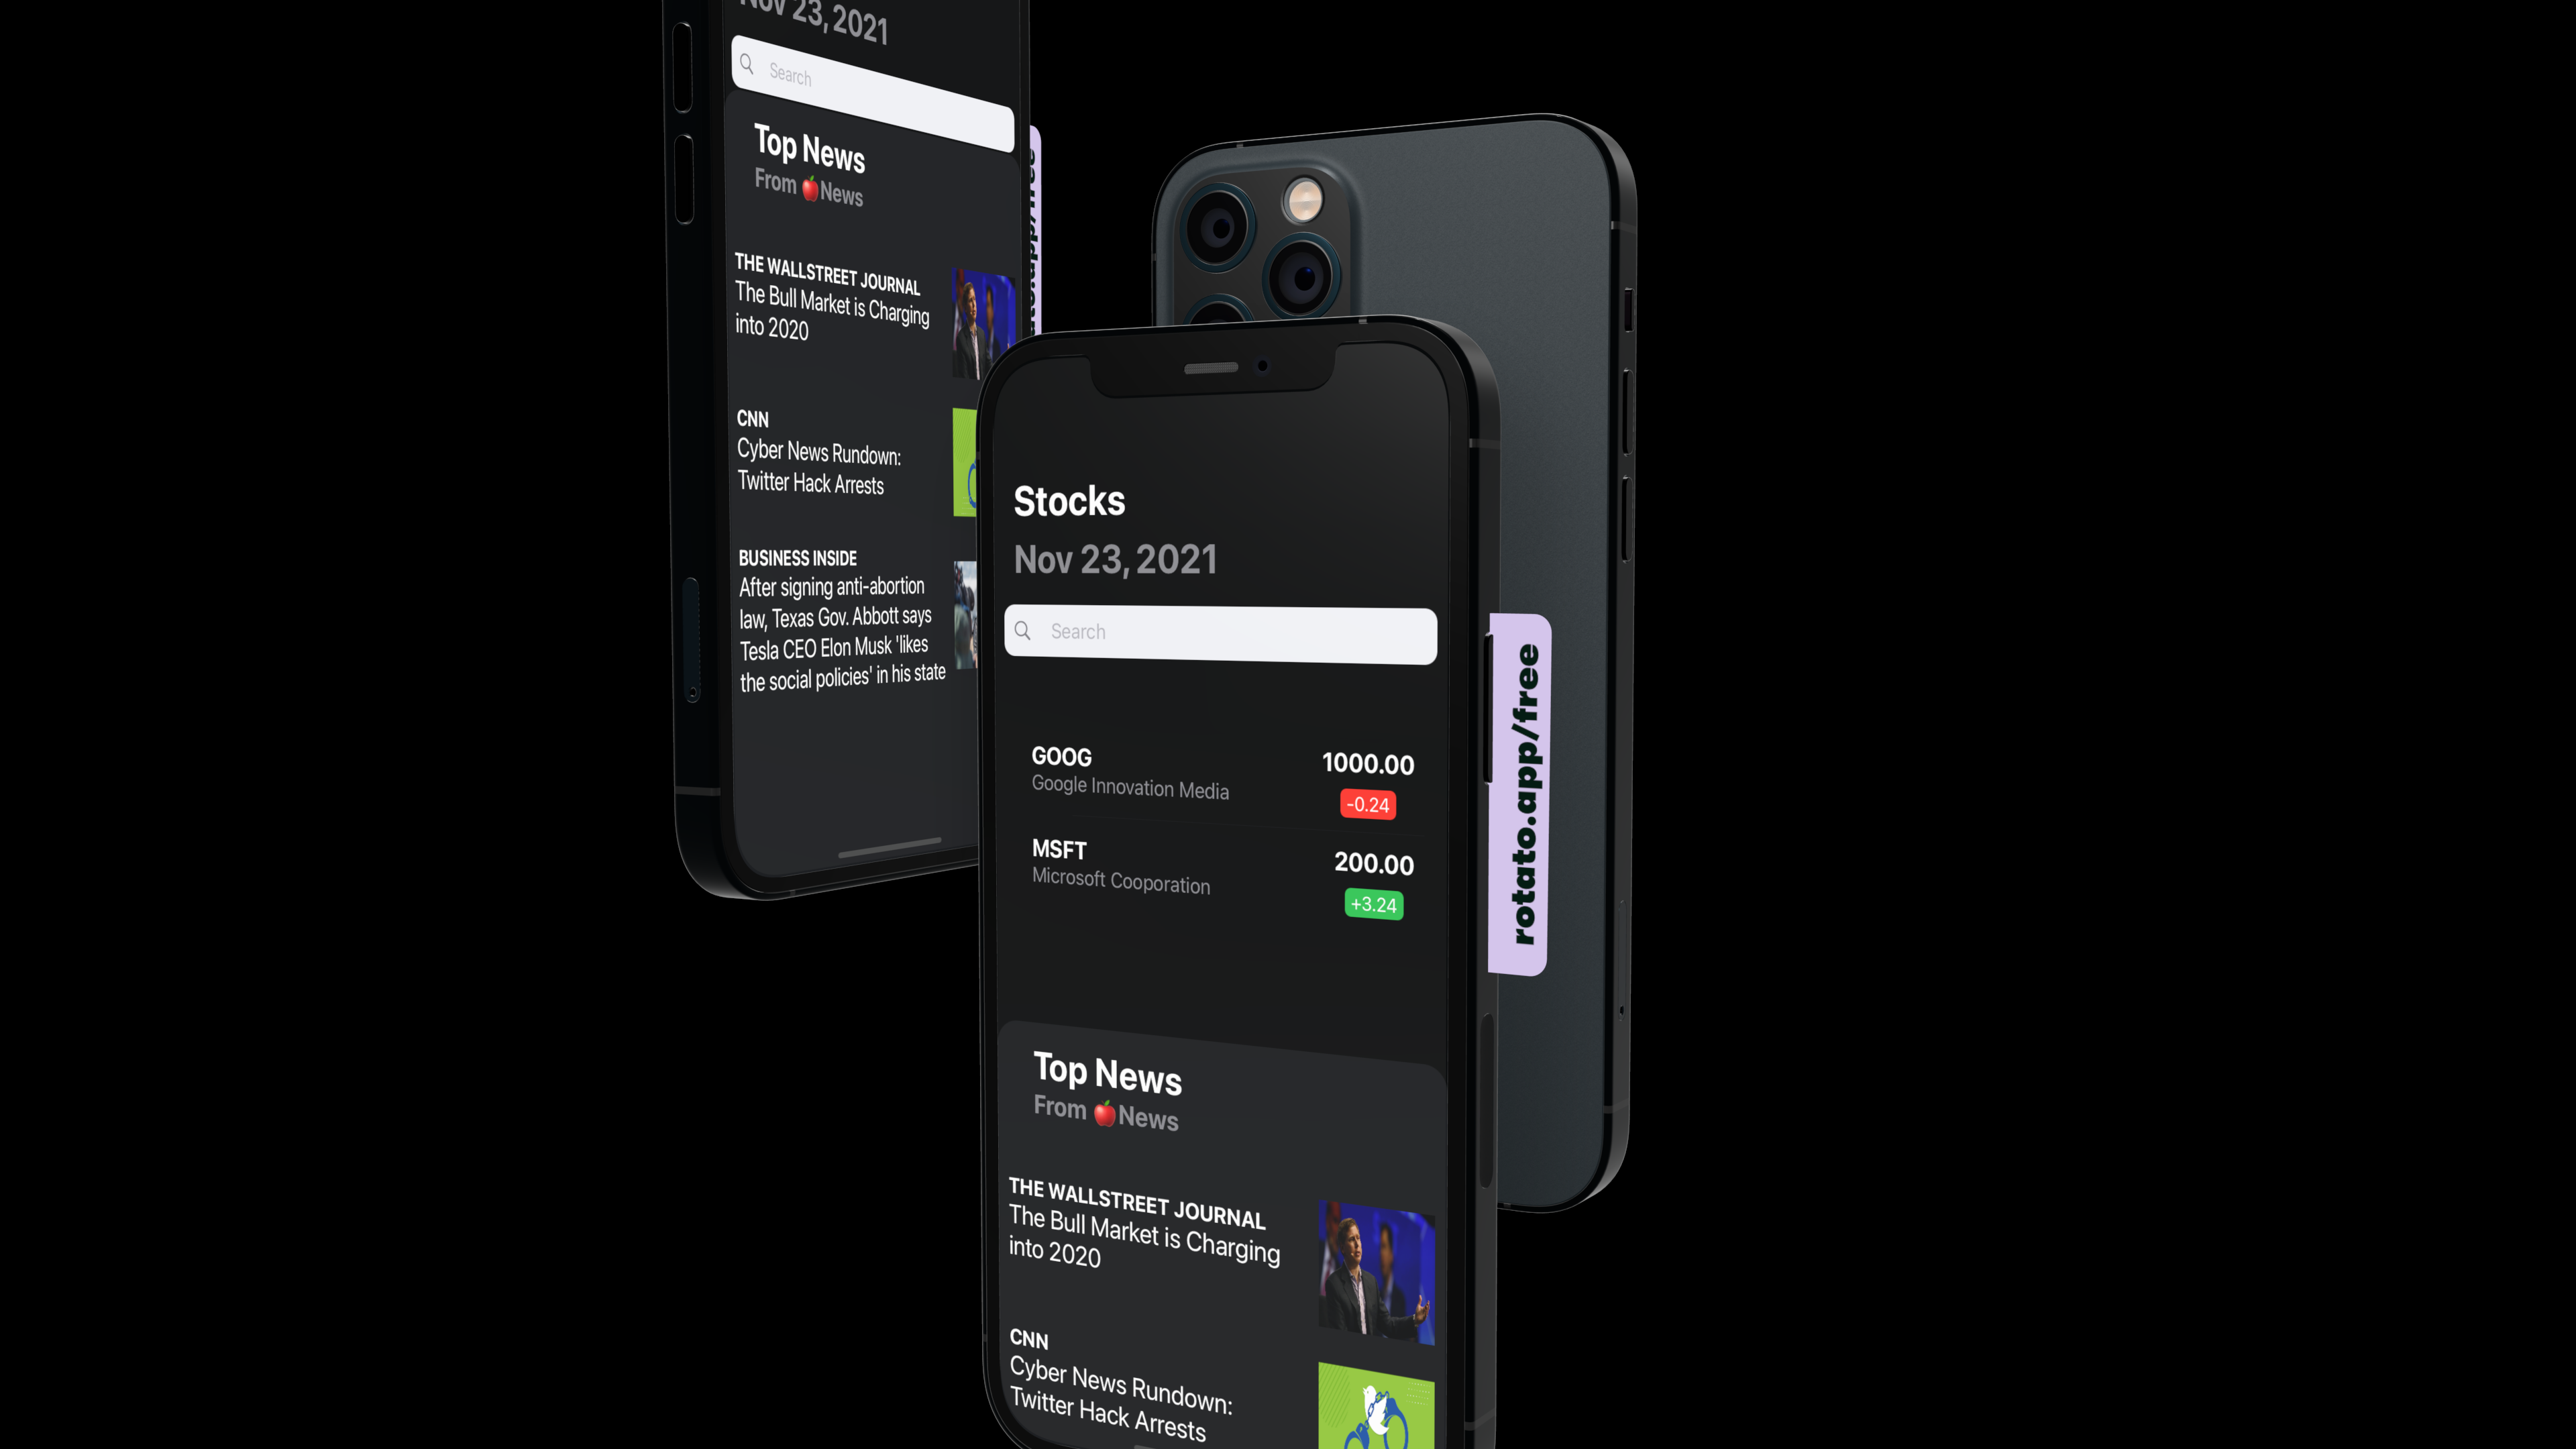 Nov 23, 2021
Search
Top News
From 🍎News
THE WALLSTREET JOURNAL
The Bull Market is Charging
into 2020
CNN
Cyber News Rundown:
Twitter Hack Arrests
BUSINESS INSIDE
After signing anti-abortion
law, Texas Gov. Abbott says
Tesla CEO Elon Musk 'likes
the social policies' in his state
Stocks
Nov 23, 2021
Search
GOOG
1000.00
Google Innovation Media
-0.24
MSFT
200.00
Microsoft Cooporation
+3.24
Top News
From 🍎News
THE WALLSTREET JOURNAL
The Bull Market is Charging
into 2020
CNN
Cyber News Rundown:
Twitter Hack Arrests
rotato.app/free